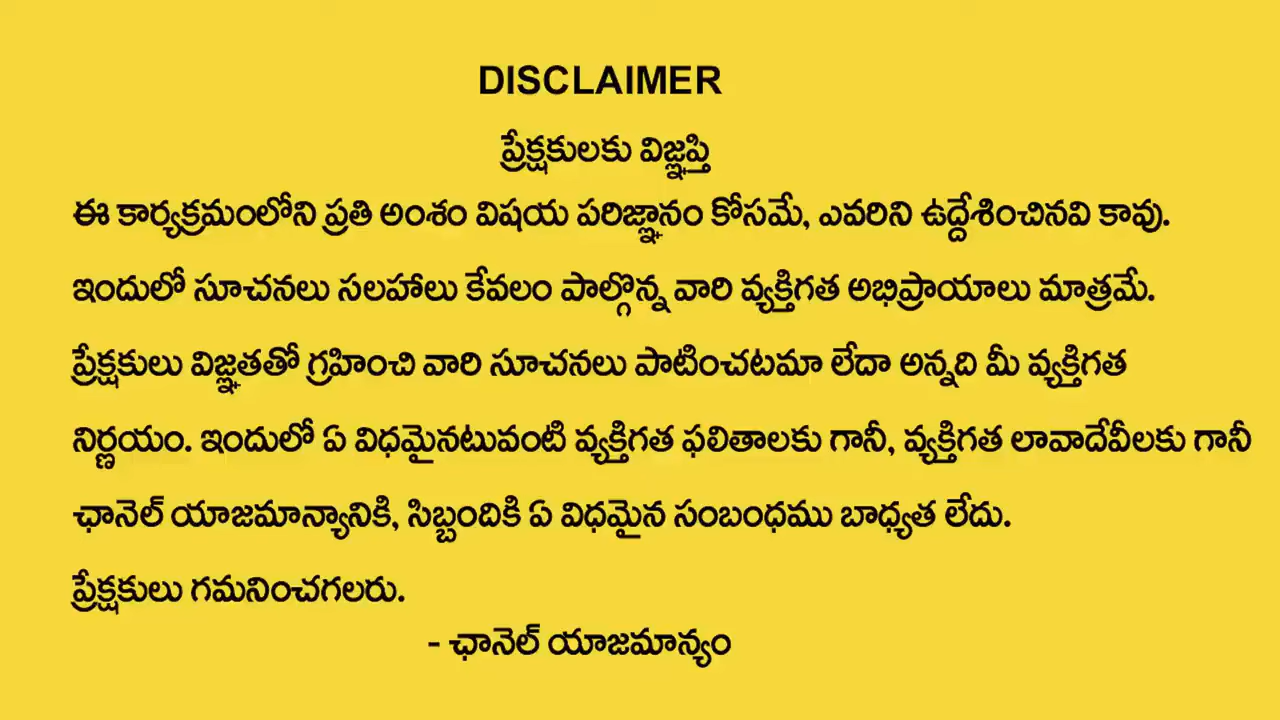 DISCLAIMER
ప్రేక్షకులకు విజ్ఞప్తి
ఈ కార్యక్రమంలోని ప్రతి అంశం విషయ పరిజ్ఞానం కోసమే, ఎవరిని ఉద్దేశించినవి కావు.
ఇందులో సూచనలు సలహాలు కేవలం పాల్గొన్న వారి వ్యక్తిగత అభిప్రాయాలు మాత్రమే.
ప్రేక్షకులు విజ్ఞతతో గ్రహించి వారి సూచనలు పాటించటమా లేదా అన్నది మీ వ్యక్తిగత
నిర్ణయం. ఇందులో ఏ విధమైనటువంటి వ్యక్తిగత ఫలితాలకు గానీ, వ్యక్తిగత లావాదేవీలకు గానీ
ఛానెల్ యాజమాన్యానికి, సిబ్బందికి ఏ విధమైన సంబంధము బాధ్యత లేదు.
ప్రేక్షకులు గమనించగలరు.
- ఛానెల్ యాజమాన్యం